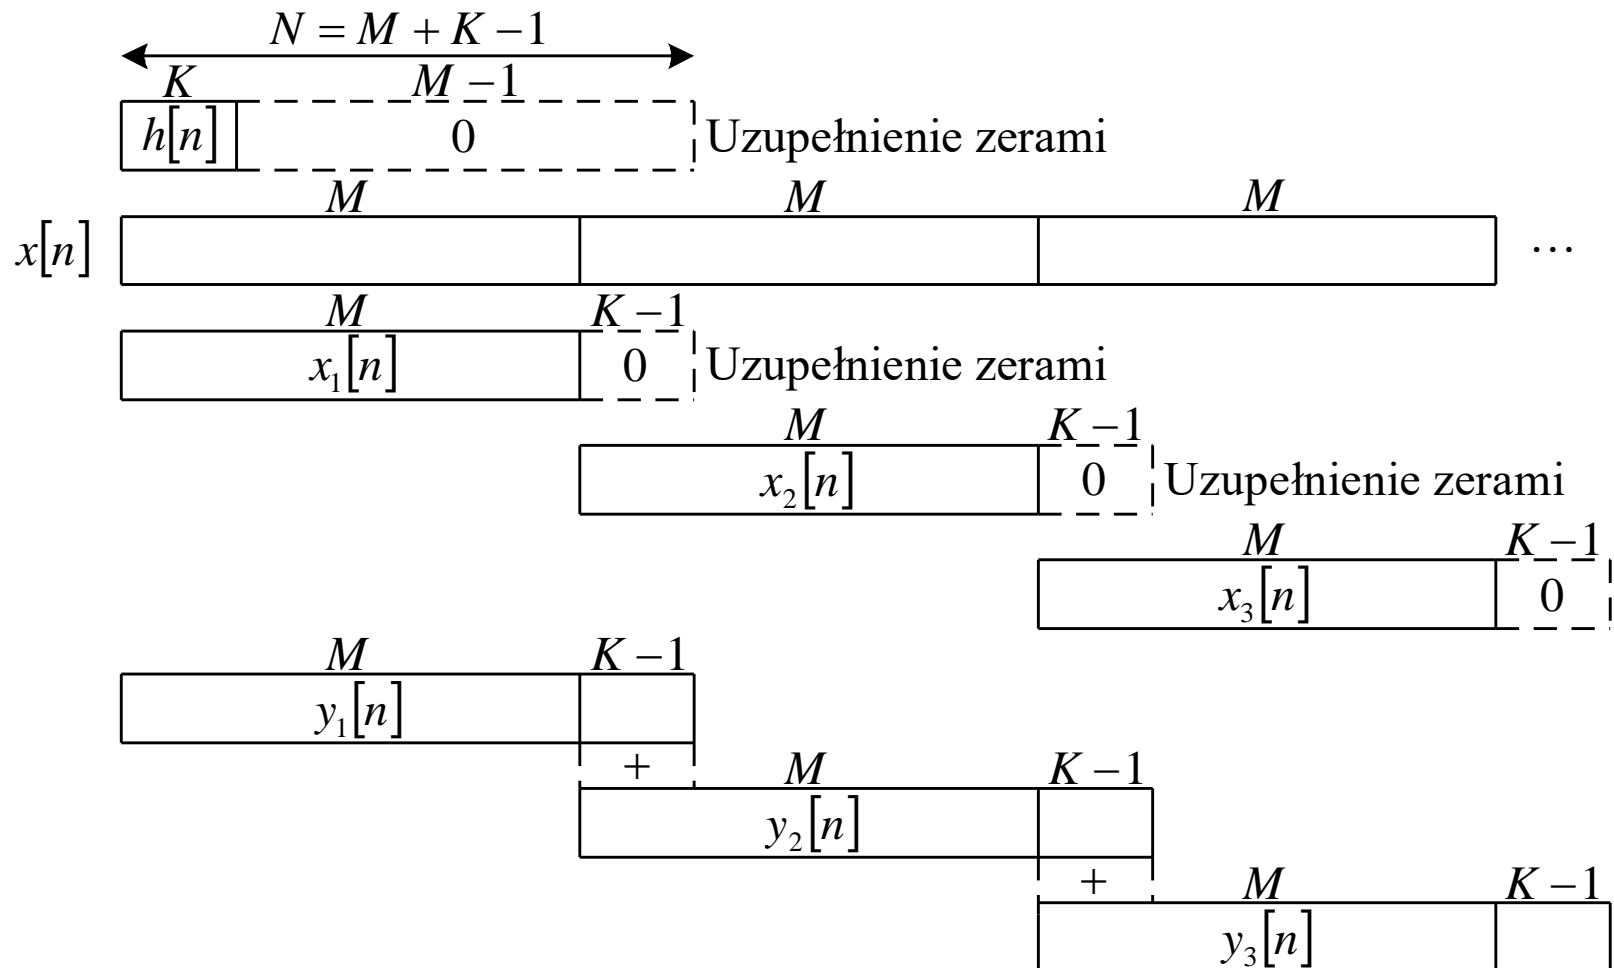 N = M + K − 1
K M − 1
h[n] 0 Uzupełnienie zerami
M M M
x[n] …
M K − 1
x₁[n] 0 Uzupełnienie zerami
M K − 1
x₂[n] 0 Uzupełnienie zerami
M K − 1
x₃[n] 0
M K − 1
y₁[n]
+ M K − 1
y₂[n]
+ M K − 1
y₃[n]